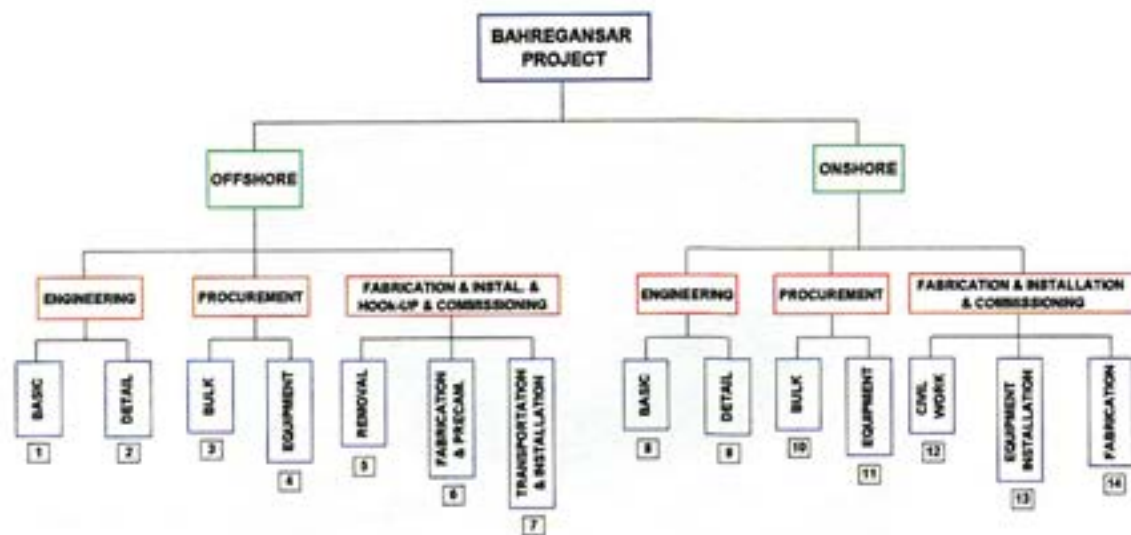 BAHREGANSAR
PROJECT
OFFSHORE
ONSHORE
ENGINEERING
PROCUREMENT
FABRICATION & INSTAL. &
HOOK-UP & COMMISSIONING
ENGINEERING
PROCUREMENT
FABRICATION & INSTALLATION
& COMMISSIONING
BASIC
DETAIL
BULK
EQUIPMENT
REMOVAL
FABRICATION
& PRECAM.
TRANSPORTATION
& INSTALLATION
BASIC
DETAIL
BULK
EQUIPMENT
CIVIL
WORK
EQUIPMENT
INSTALLATION
FABRICATION
1
2
3
4
5
6
7
8
9
10
11
12
13
14